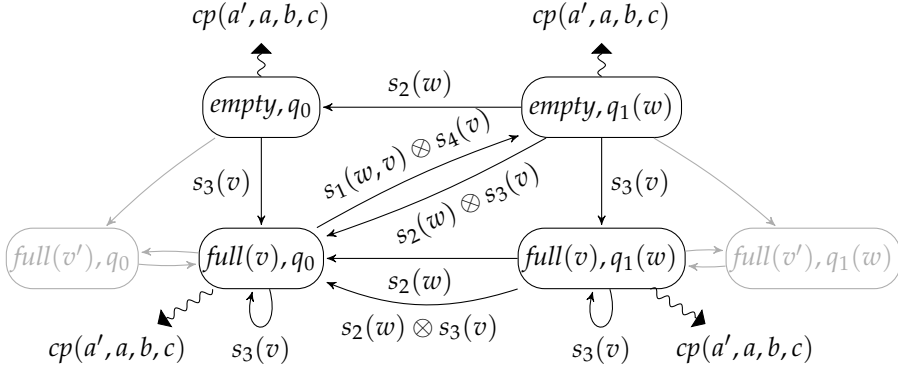 cp(a′, a, b, c) cp(a′, a, b, c)
empty, q₀ s₂(w) empty, q₁(w)
s₃(v) s₁(w, v) ⊗ s₄(v) s₂(w) ⊗ s₃(v) s₃(v)
full(v′), q₀ full(v), q₀ full(v), q₁(w) full(v′), q₁(w)
s₂(w)
cp(a′, a, b, c) s₃(v) s₂(w) ⊗ s₃(v) s₃(v) cp(a′, a, b, c)